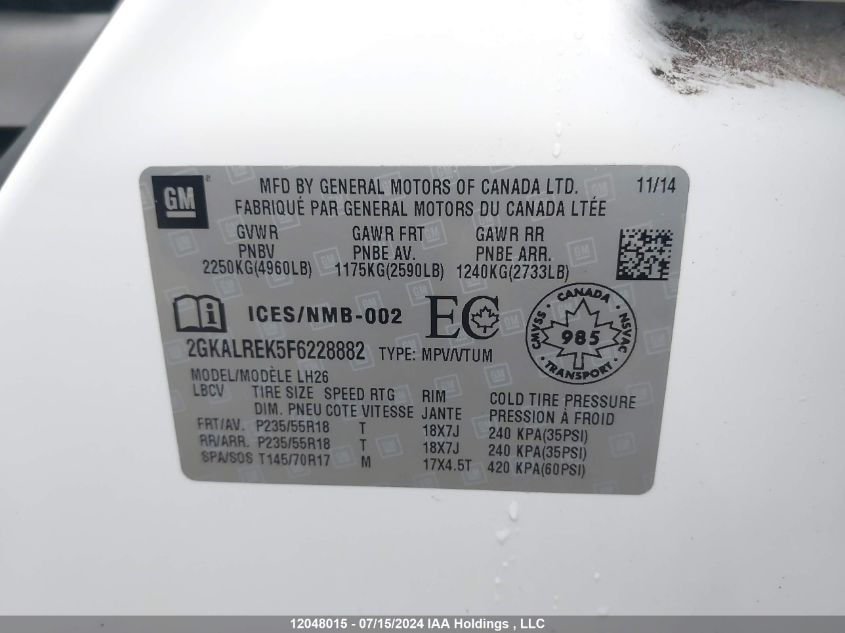 GM
MFD BY GENERAL MOTORS OF CANADA LTD. 11/14
FABRIQUÉ PAR GENERAL MOTORS DU CANADA LTÉE
GVWR GAWR FRT GAWR RR
PNBV PNBE AV. PNBE ARR.
2250KG(4960LB) 1175KG(2590LB) 1240KG(2733LB)
ICES/NMB-002 EC
CANADA
CMVSS 985 NSVAC
TRANSPORT
2GKALREK5F6228882 TYPE: MPV/VTUM
MODEL/MODÈLE LH26
LBCV TIRE SIZE SPEED RTG RIM COLD TIRE PRESSURE
DIM. PNEU COTE VITESSE JANTE PRESSION À FROID
FRT/AV. P235/55R18 T 18X7J 240 KPA(35PSI)
RR/ARR. P235/55R18 T 18X7J 240 KPA(35PSI)
SPA/SOS T145/70R17 M 17X4.5T 420 KPA(60PSI)
12048015 - 07/15/2024 IAA Holdings , LLC